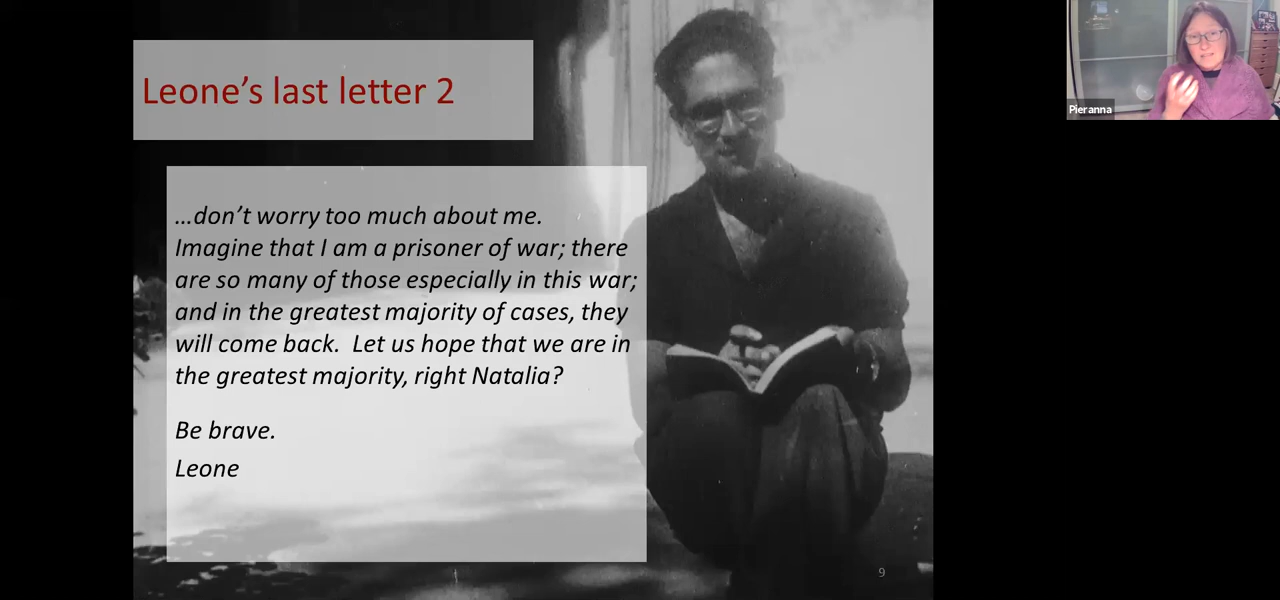 Leone’s last letter 2
Pieranna
…don’t worry too much about me.
Imagine that I am a prisoner of war; there
are so many of those especially in this war;
and in the greatest majority of cases, they
will come back.  Let us hope that we are in
the greatest majority, right Natalia?
Be brave.
Leone
9